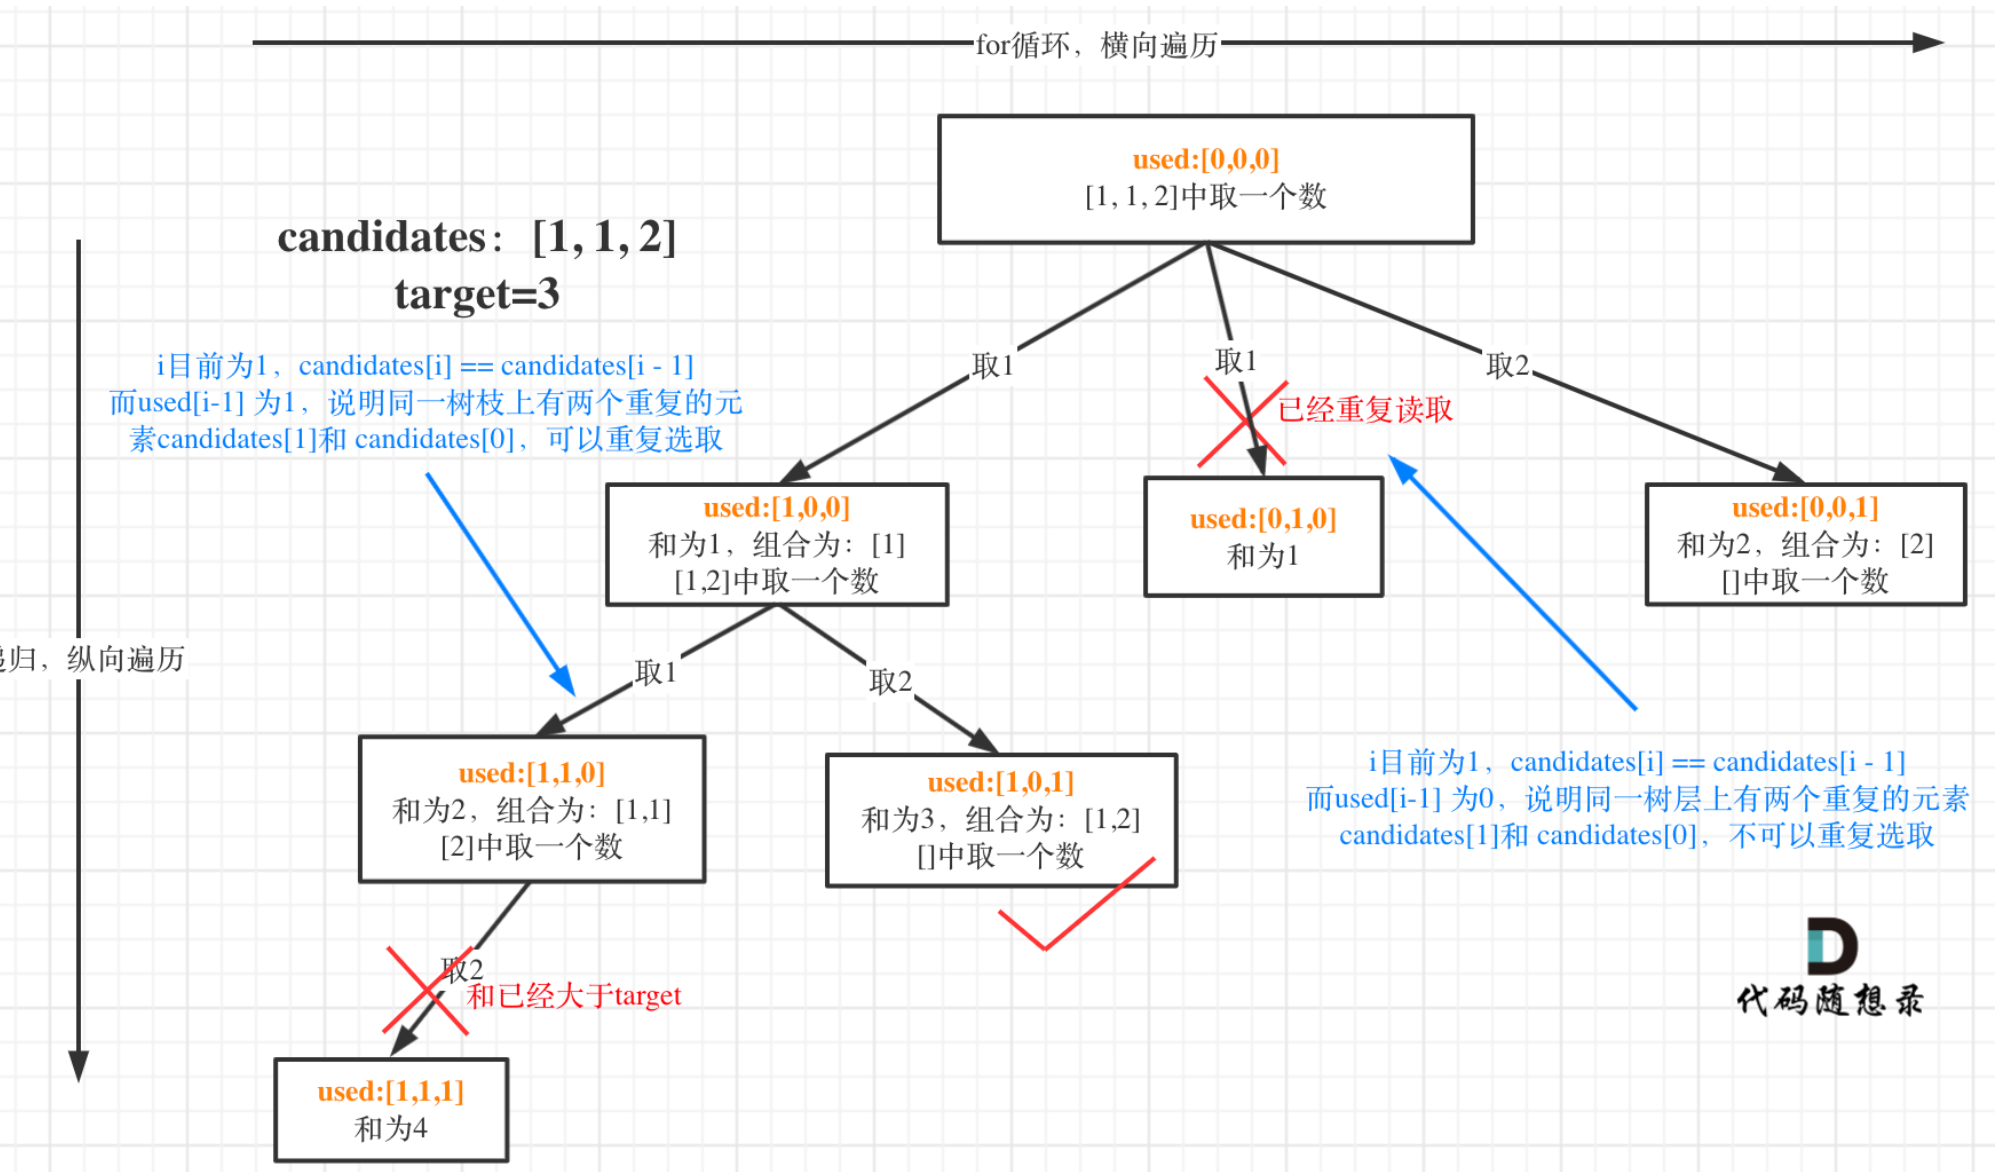 for循环，横向遍历
used:[0,0,0]
[1, 1, 2]中取一个数
candidates：[1, 1, 2]
target=3
i目前为1，candidates[i] == candidates[i - 1]
而used[i-1] 为1，说明同一树枝上有两个重复的元
素candidates[1]和 candidates[0]，可以重复选取
取1
取1
取2
已经重复读取
used:[1,0,0]
和为1，组合为：[1]
[1,2]中取一个数
used:[0,1,0]
和为1
used:[0,0,1]
和为2，组合为：[2]
[]中取一个数
归，纵向遍历
取1
取2
used:[1,1,0]
和为2，组合为：[1,1]
[2]中取一个数
used:[1,0,1]
和为3，组合为：[1,2]
[]中取一个数
i目前为1，candidates[i] == candidates[i - 1]
而used[i-1] 为0，说明同一树层上有两个重复的元素
candidates[1]和 candidates[0]，不可以重复选取
取2
和已经大于target
used:[1,1,1]
和为4
代码随想录